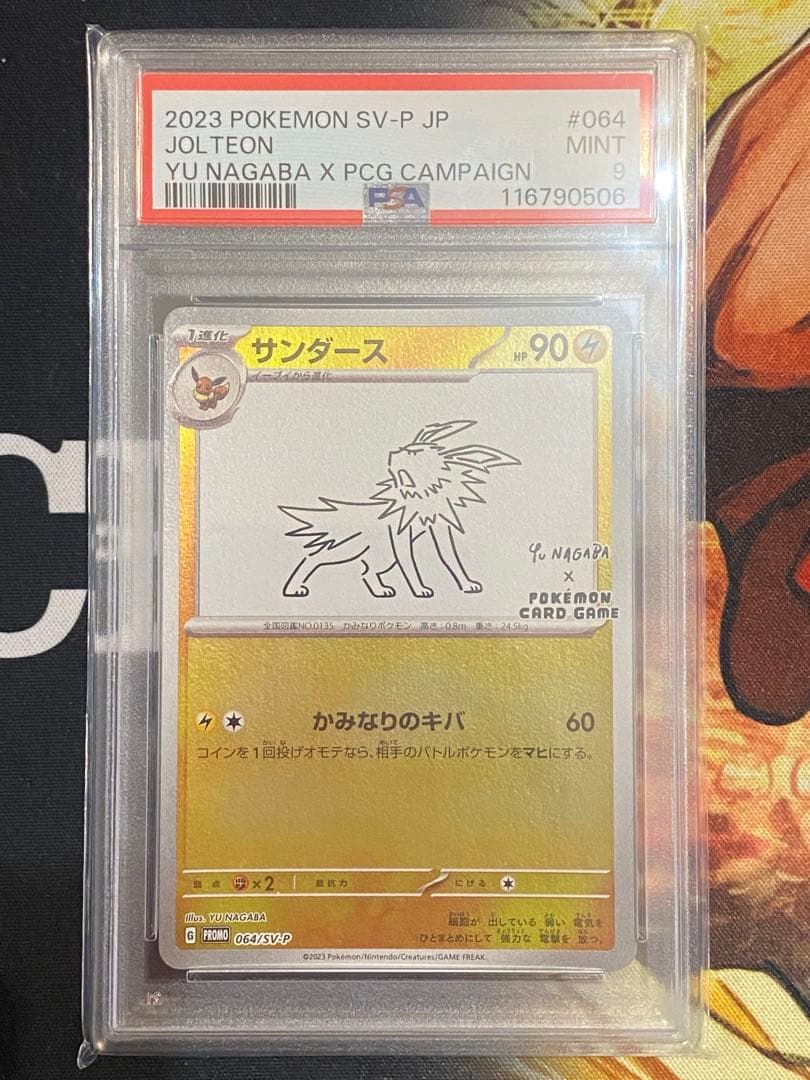 2023 POKEMON SV-P JP #064
JOLTEON MINT
YU NAGABA X PCG CAMPAIGN 9
PSA 116790506
1進化 サンダース HP 90
イーブイから進化
Yu NAGABA
×
POKÉMON
CARD GAME
全国図鑑NO.0135 かみなりポケモン 高さ:0.8m 重さ:24.5kg
かみなりのキバ 60
コインを1回投げオモテなら、相手のバトルポケモンをマヒにする。
弱点 ×2 抵抗力 にげる
Illus. YU NAGABA
G PROMO 064/SV-P
細胞が 出している 弱い 電気を
ひとまとめにして 強力な 電撃を 放つ。
©2023 Pokémon/Nintendo/Creatures/GAME FREAK.